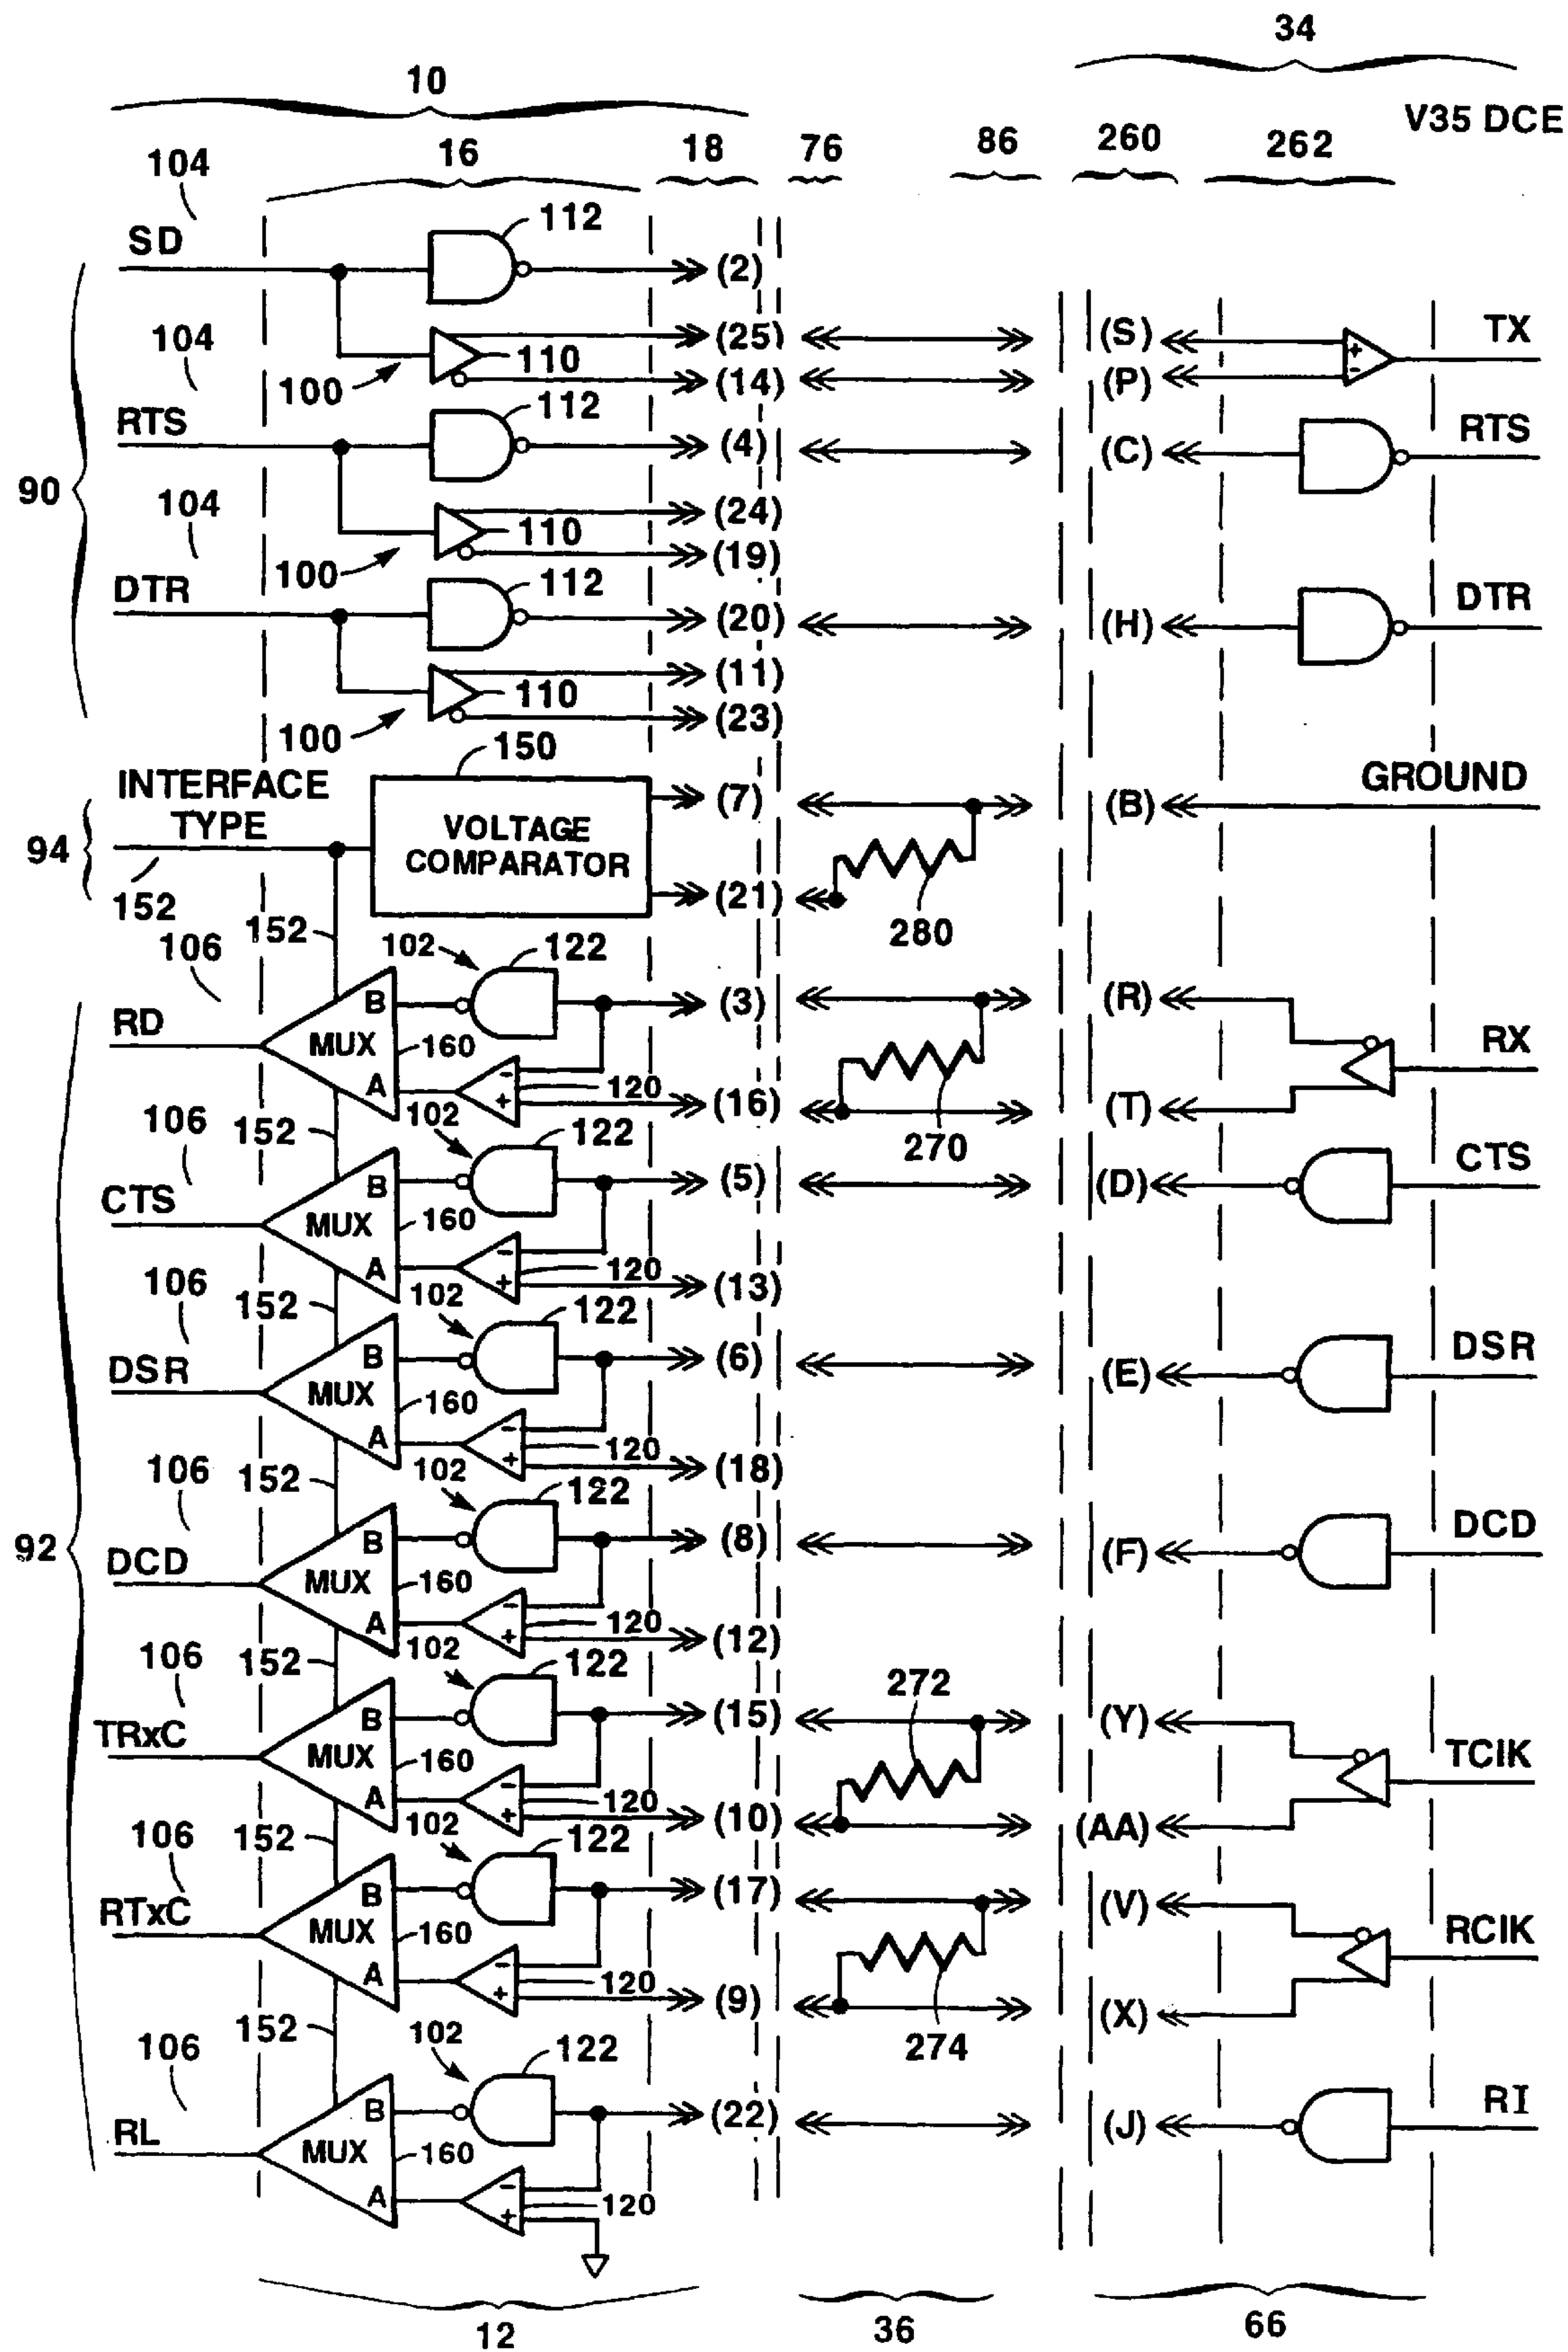 34
10
V35 DCE
16 18 76 86 260 262
104
112
SD (2)
104 (25) (S) TX
110
100 (14) (P)
112
RTS (4) (C) RTS
90
104 (24)
110
100 (19)
112
DTR (20) (H) DTR
(11)
110
100 (23)
150
INTERFACE (7) (B) GROUND
TYPE
94
VOLTAGE
COMPARATOR
152 (21)
152 280
106 102 122
RD B (3) (R)
MUX 160 RX
A - + 120 (16) (T)
106 152 102 122 270
CTS B (5) (D) CTS
MUX 160
A - + 120 (13)
106 152 102 122
DSR B (6) (E) DSR
MUX 160
A - + 120 (18)
106 152 102 122
92
DCD B (8) (F) DCD
MUX 160
A - + 120 (12)
106 152 102 122 272
TRxC B (15) (Y)
MUX 160 TCIK
A - + 120 (10) (AA)
106 152 102 122
RTxC B (17) (V)
MUX 160 RCIK
A - + 120 (9) (X)
106 152 102 122 274
RL B (22) (J) RI
MUX 160
A - + 120
12 36 66